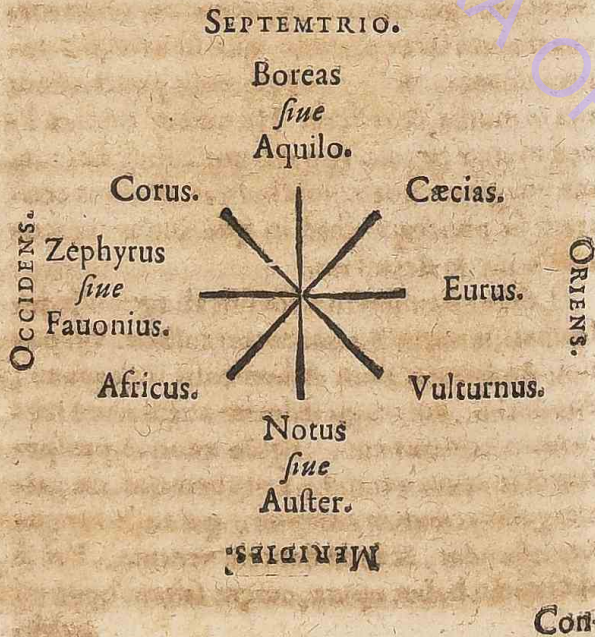 SEPTEMTRIO.
Boreas
ſiue
Aquilo.
Corus.
Cæcias.
OCCIDENS.
Zephyrus
ſiue
Fauonius.
Eurus.
ORIENS.
Africus.
Vulturnus.
Notus
ſiue
Auſter.
MERIDIES.
Con-